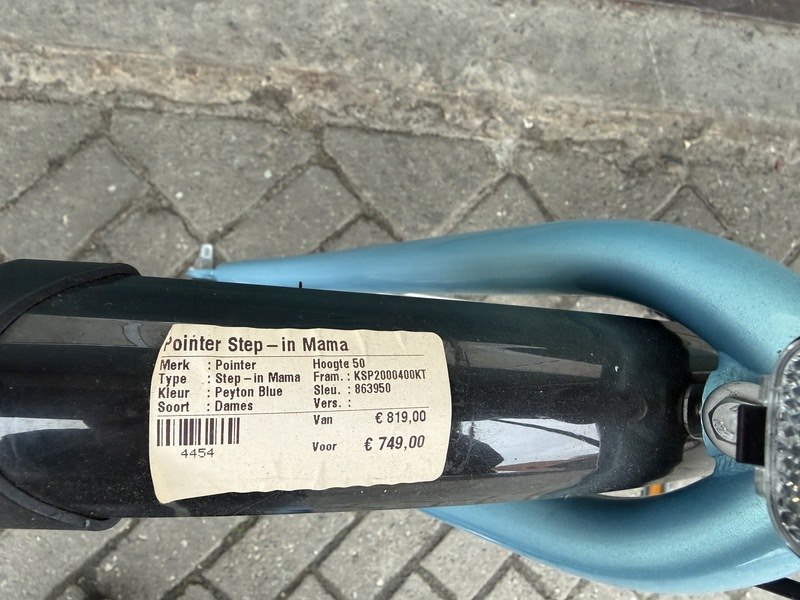 Pointer Step-in Mama
Merk : Pointer Hoogte 50
Type : Step-in Mama Fram. : KSP2000400KT
Kleur : Peyton Blue Sleu. : 863950
Soort : Dames Vers. :
Van € 819,00
4454 Voor € 749,00